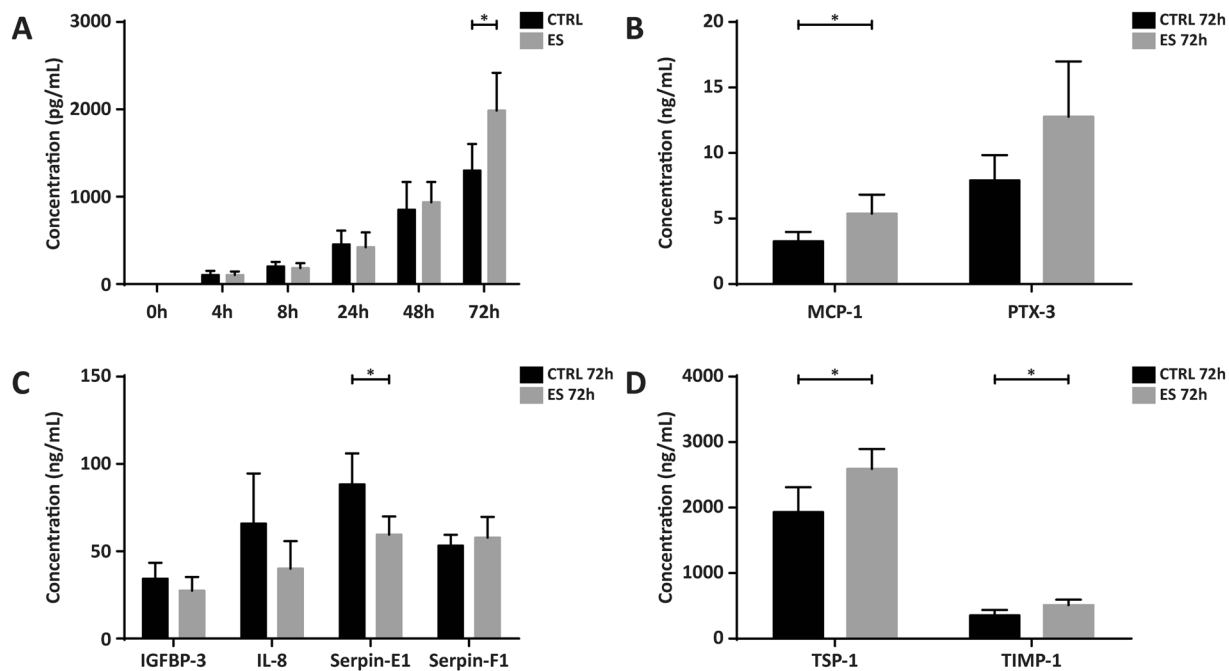 A
Concentration (pg/mL)
3000
2000
1000
0
0h 4h 8h 24h 48h 72h
*
CTRL
ES
B
Concentration (ng/mL)
20
15
10
5
0
MCP-1 PTX-3
*
CTRL 72h
ES 72h
C
Concentration (ng/mL)
150
100
50
0
IGFBP-3 IL-8 Serpin-E1 Serpin-F1
*
CTRL 72h
ES 72h
D
Concentration (ng/mL)
4000
3000
2000
1000
0
TSP-1 TIMP-1
* *
CTRL 72h
ES 72h